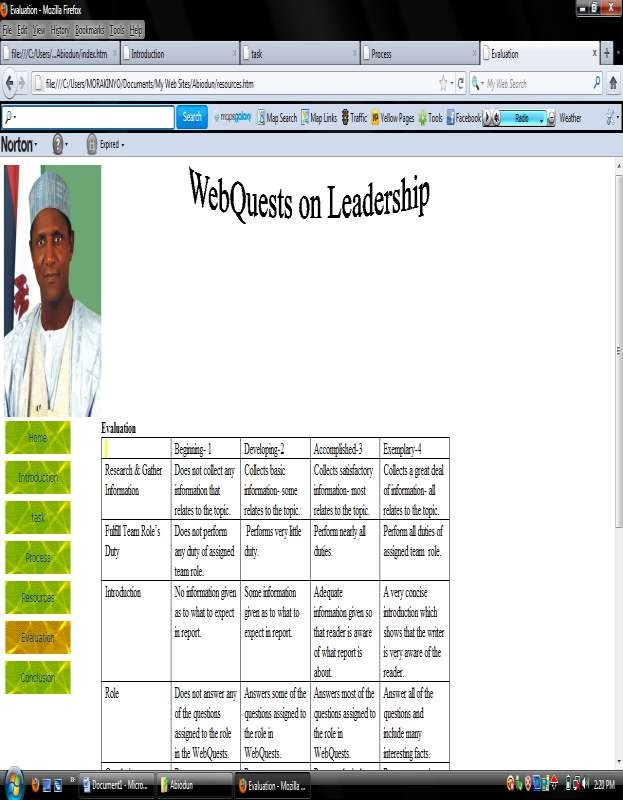 Evaluation - Mozilla Firefox
File Edit View History Bookmarks Tools Help
file:///C:/Users/...Abiodun/index.htm Introduction task Process Evaluation
file:///C:/Users/MORAKINYO/Documents/My Web Sites/Abiodun/resources.htm My Web Search
Search mapsgalaxy Map Search Map Links Traffic Yellow Pages Tools Facebook Radio Weather
Norton Expired
WebQuests on Leadership
Home
Introduction
task
Process
Resources
Evaluation
Conclusion
Evaluation
Begining- 1 Developing-2 Accomplished-3 Exemplary-4
Research & Gather Does not collect any Collects basic Collects satisfactory Collects a great deal
Information information that information- some information- most of information- all
relates to the topic. relates to the topic. relates to the topic. relates to the topic.
Fulfill Team Role's Does not perform Performs very little Perform nearly all Perform all duties of
Duty any duty of assigned duty. duties. assigned team role.
team role.
Introduction No information given Some information Adequate A very concise
as to what to expect given as to what to information given so introduction which
in report. expect in report. that reader is aware shows that the writer
of what report is is very aware of the
about. reader.
Role Does not answer any Answers some of the Answers most of the Answer all of the
of the questions questions assigned to questions assigned to questions and
assigned to the role the role in the role in include many
in the WebQuests. WebQuests. WebQuests. interesting facts.
Document1 - Micro... Abiodun Evaluation - Mozilla ... 2:20 PM